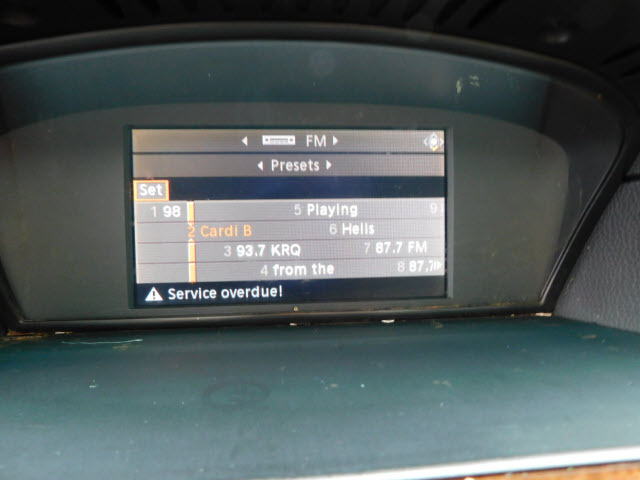 FM
Presets
Set
1 98 5 Playing 9
2 Cardi B 6 Hells
3 93.7 KRQ 7 87.7 FM
4 from the 8 87.7
Service overdue!